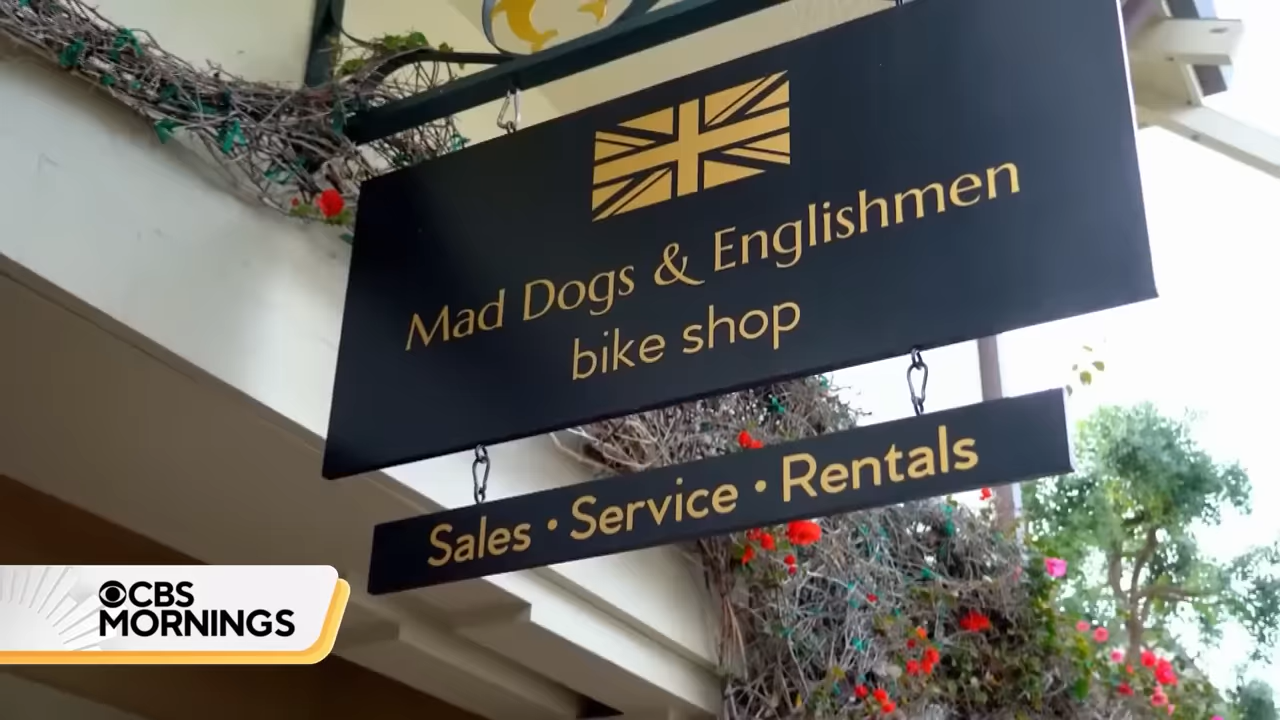 Mad Dogs & Englishmen
bike shop
Sales • Service • Rentals
CBS
MORNINGS